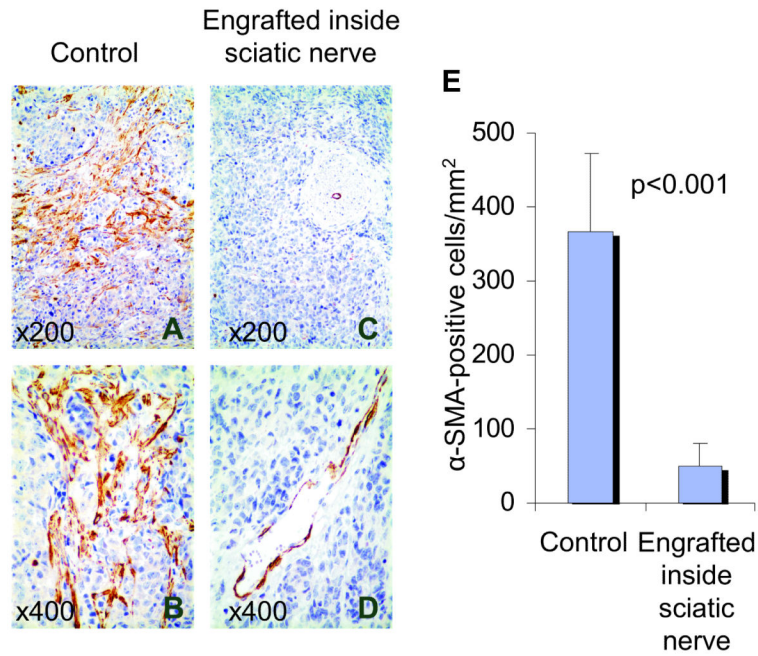 Control
Engrafted inside
sciatic nerve
x200
A
x200
C
x400
B
x400
D
E
α-SMA-positive cells/mm²
500
400
300
200
100
0
p<0.001
Control
Engrafted
inside
sciatic
nerve